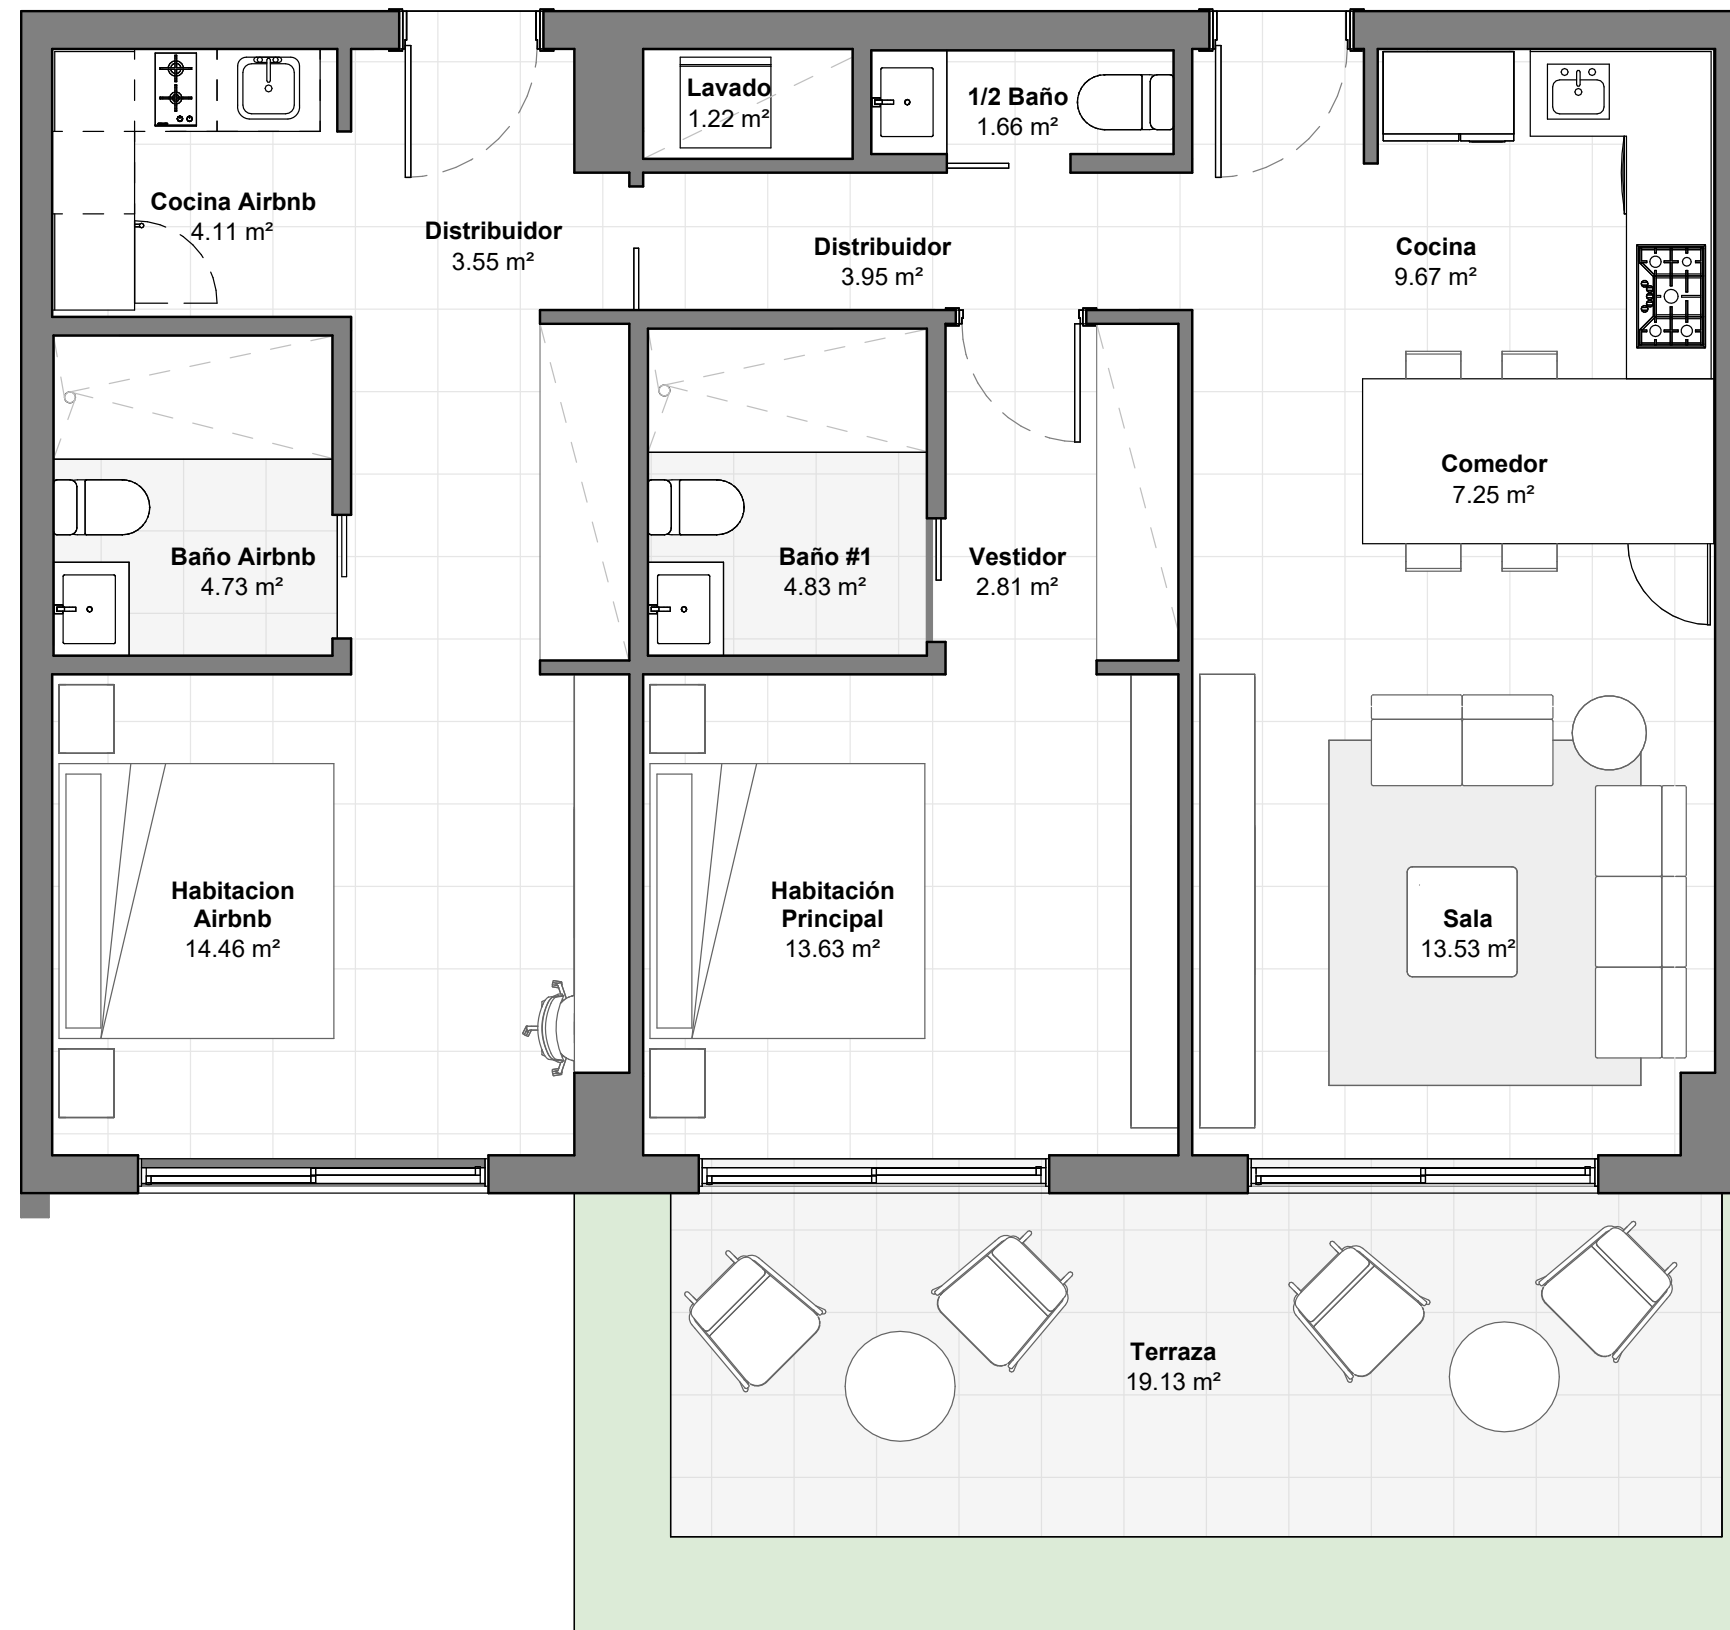 Lavado
1.22 m²
1/2 Baño
1.66 m²
Cocina Airbnb
4.11 m²
Distribuidor
3.55 m²
Distribuidor
3.95 m²
Cocina
9.67 m²
Comedor
7.25 m²
Baño Airbnb
4.73 m²
Baño #1
4.83 m²
Vestidor
2.81 m²
Habitacion
Airbnb
14.46 m²
Habitación
Principal
13.63 m²
Sala
13.53 m²
Terraza
19.13 m²